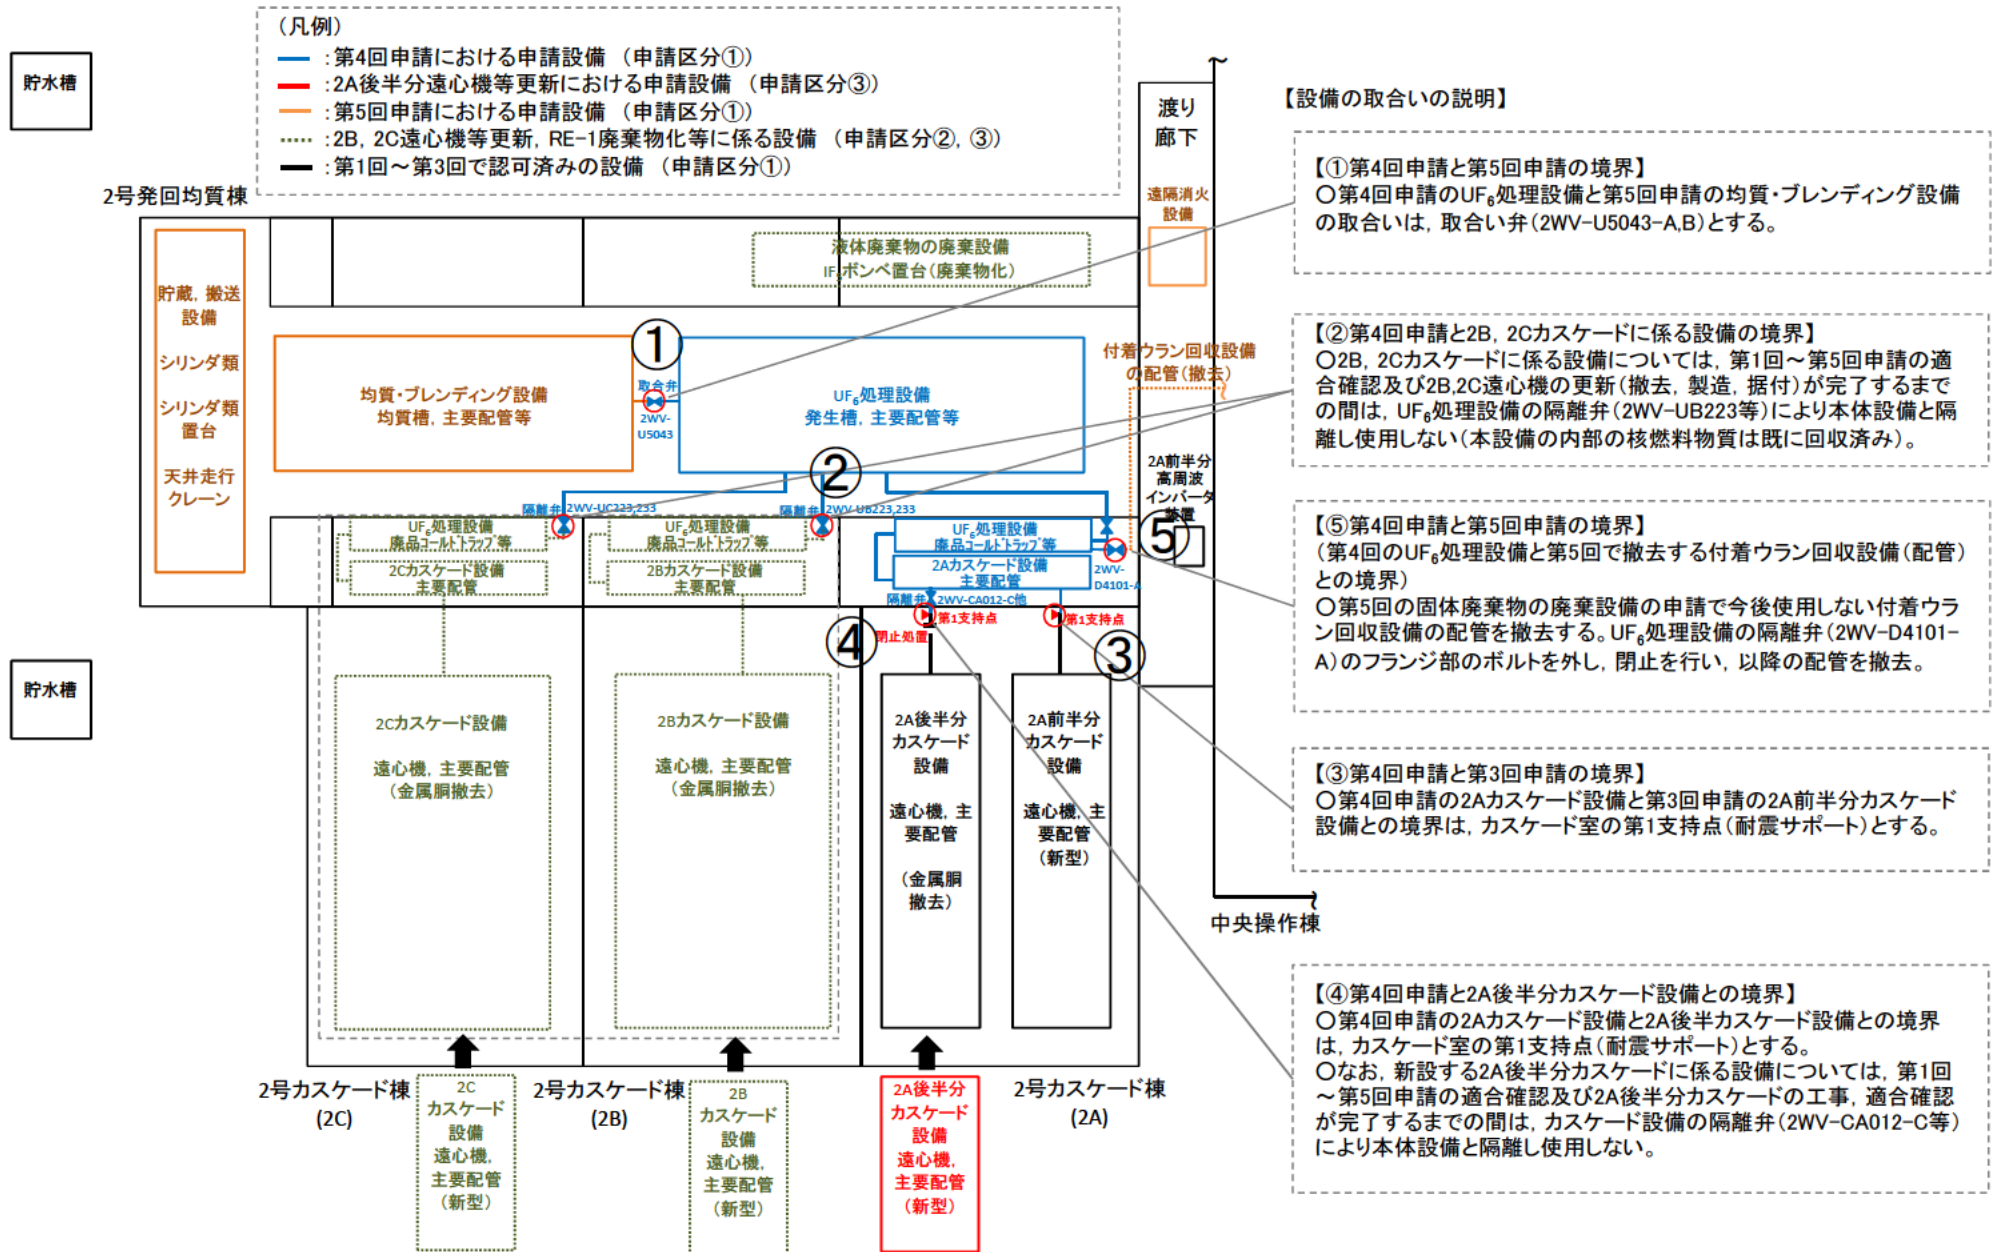 (凡例)
:第4回申請における申請設備 (申請区分①)
:2A後半分遠心機等更新における申請設備 (申請区分③)
:第5回申請における申請設備 (申請区分①)
:2B, 2C遠心機等更新, RE-1廃棄物化等に係る設備 (申請区分②, ③)
:第1回～第3回で認可済みの設備 (申請区分①)
貯水槽
2号発回均質棟
貯蔵, 搬送
設備
シリンダ類
シリンダ類
置台
天井走行
クレーン
液体廃棄物の廃棄設備
IF₇ボンベ置台(廃棄物化)
渡り
廊下
遠隔消火
設備
均質・ブレンディング設備
均質槽, 主要配管等
①
取合弁
2WV-
U5043
UF₆処理設備
発生槽, 主要配管等
付着ウラン回収設備
の配管(撤去)
2A前半分
高周波
インバータ
装置
②
隔離弁 2WV-UC223,233
隔離弁 2WV-UB223,233
UF₆処理設備
廃品コールドトラップ等
2Cカスケード設備
主要配管
UF₆処理設備
廃品コールドトラップ等
2Bカスケード設備
主要配管
UF₆処理設備
廃品コールドトラップ等
2Aカスケード設備
主要配管
⑤
2WV-
D4101-A
隔離弁 2WV-CA012-C他
第1支持点
第1支持点
閉止処置
④
③
貯水槽
2Cカスケード設備
遠心機, 主要配管
(金属胴撤去)
2Bカスケード設備
遠心機, 主要配管
(金属胴撤去)
2A後半分
カスケード
設備
遠心機, 主
要配管
(金属胴
撤去)
2A前半分
カスケード
設備
遠心機, 主
要配管
(新型)
中央操作棟
2号カスケード棟
(2C)
2C
カスケード
設備
遠心機,
主要配管
(新型)
2号カスケード棟
(2B)
2B
カスケード
設備
遠心機,
主要配管
(新型)
2A後半分
カスケード
設備
遠心機,
主要配管
(新型)
2号カスケード棟
(2A)
【設備の取合いの説明】
【①第4回申請と第5回申請の境界】
〇第4回申請のUF₆処理設備と第5回申請の均質・ブレンディング設備
の取合いは, 取合い弁(2WV-U5043-A,B)とする。
【②第4回申請と2B, 2Cカスケードに係る設備の境界】
〇2B, 2Cカスケードに係る設備については, 第1回～第5回申請の適
合確認及び2B,2C遠心機の更新(撤去, 製造, 据付)が完了するまで
の間は, UF₆処理設備の隔離弁(2WV-UB223等)により本体設備と隔
離し使用しない(本設備の内部の核燃料物質は既に回収済み)。
【⑤第4回申請と第5回申請の境界】
(第4回のUF₆処理設備と第5回で撤去する付着ウラン回収設備(配管)
との境界)
〇第5回の固体廃棄物の廃棄設備の申請で今後使用しない付着ウラ
ン回収設備の配管を撤去する。UF₆処理設備の隔離弁(2WV-D4101-
A)のフランジ部のボルトを外し, 閉止を行い, 以降の配管を撤去。
【③第4回申請と第3回申請の境界】
〇第4回申請の2Aカスケード設備と第3回申請の2A前半分カスケード
設備との境界は, カスケード室の第1支持点(耐震サポート)とする。
【④第4回申請と2A後半分カスケード設備との境界】
〇第4回申請の2Aカスケード設備と2A後半カスケード設備との境界
は, カスケード室の第1支持点(耐震サポート)とする。
〇なお, 新設する2A後半分カスケードに係る設備については, 第1回
～第5回申請の適合確認及び2A後半分カスケードの工事, 適合確認
が完了するまでの間は, カスケード設備の隔離弁(2WV-CA012-C等)
により本体設備と隔離し使用しない。